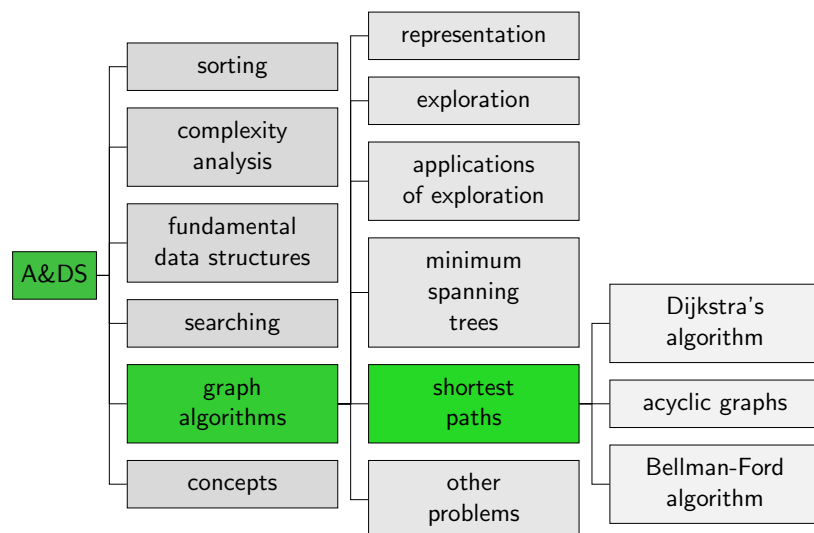 A&DS
sorting
complexity
analysis
fundamental
data structures
searching
graph
algorithms
concepts
representation
exploration
applications
of exploration
minimum
spanning
trees
shortest
paths
other
problems
Dijkstra's
algorithm
acyclic graphs
Bellman-Ford
algorithm